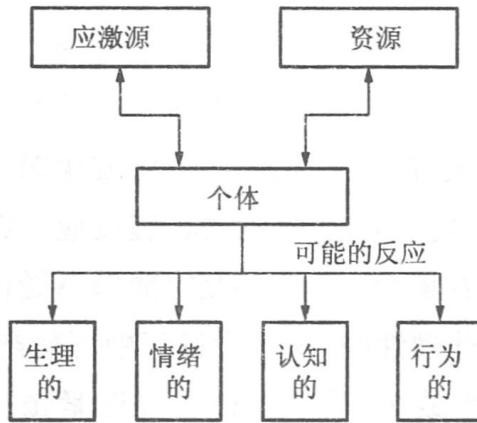 应激源
资源
个体
可能的反应
生理
的
情绪
的
认知
的
行为
的